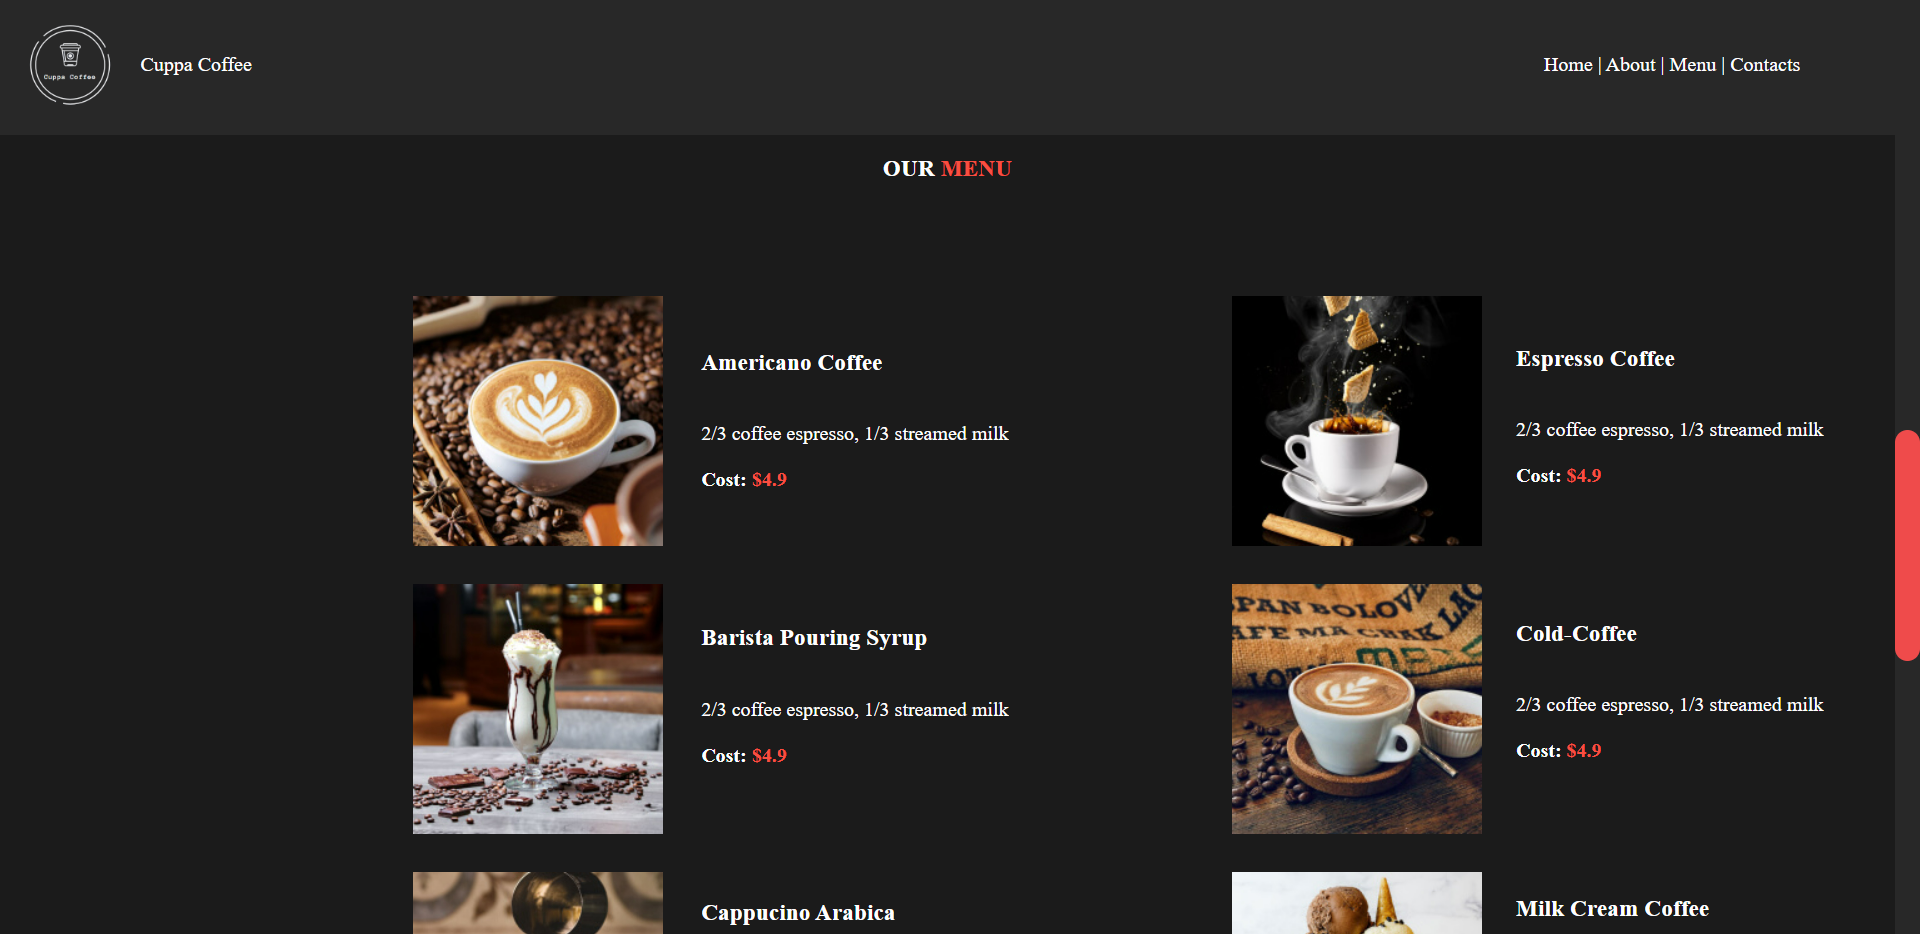 Cuppa Coffee
Cuppa Coffee
Home | About | Menu | Contacts
OUR MENU
Americano Coffee
2/3 coffee espresso, 1/3 streamed milk
Cost: $4.9
Espresso Coffee
2/3 coffee espresso, 1/3 streamed milk
Cost: $4.9
Barista Pouring Syrup
2/3 coffee espresso, 1/3 streamed milk
Cost: $4.9
Cold-Coffee
2/3 coffee espresso, 1/3 streamed milk
Cost: $4.9
Cappucino Arabica
Milk Cream Coffee